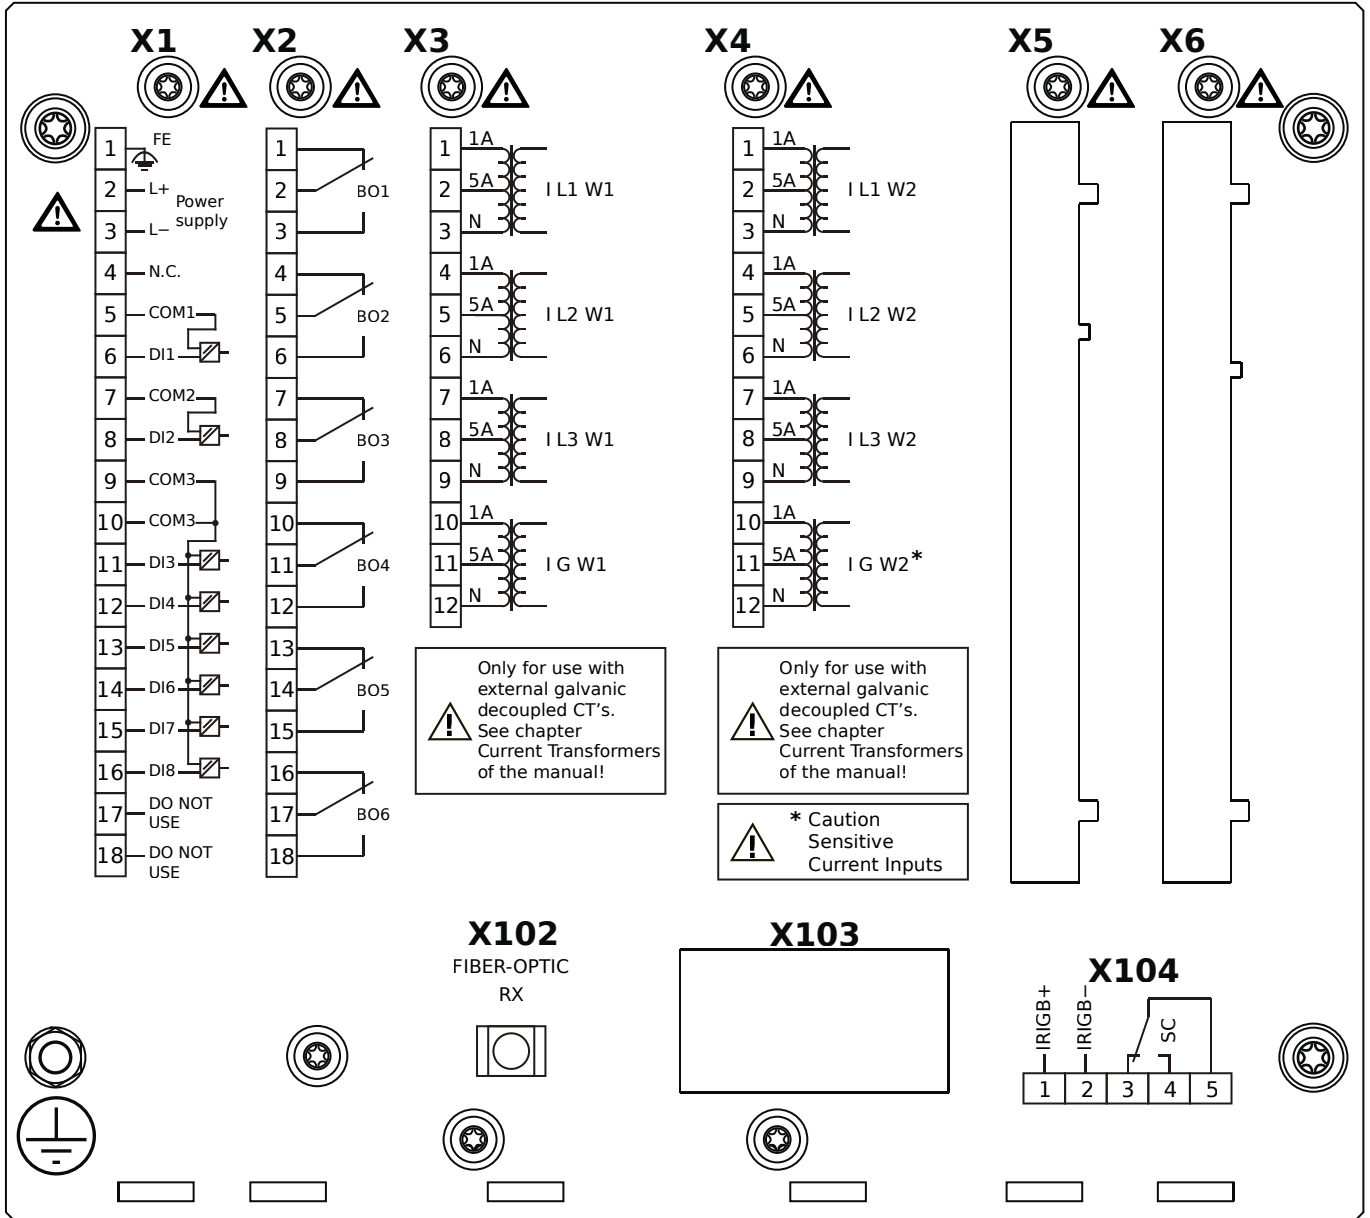 X1
X2
X3
X4
X5
X6
1 FE
2 L+
Power
supply
3 L−
4 N.C.
5 COM1
6 DI1
7 COM2
8 DI2
9 COM3
10 COM3
11 DI3
12 DI4
13 DI5
14 DI6
15 DI7
16 DI8
17 DO NOT
USE
18 DO NOT
USE
1
2 BO1
3
4
5 BO2
6
7
8 BO3
9
10
11 BO4
12
13
14 BO5
15
16
17 BO6
18
1 1A
2 5A I L1 W1
3 N
4 1A
5 5A I L2 W1
6 N
7 1A
8 5A I L3 W1
9 N
10 1A
11 5A I G W1
12 N
Only for use with
external galvanic
decoupled CT's.
See chapter
Current Transformers
of the manual!
1 1A
2 5A I L1 W2
3 N
4 1A
5 5A I L2 W2
6 N
7 1A
8 5A I L3 W2
9 N
10 1A
11 5A I G W2*
12 N
Only for use with
external galvanic
decoupled CT's.
See chapter
Current Transformers
of the manual!
* Caution
Sensitive
Current Inputs
X102
FIBER-OPTIC
RX
X103
X104
IRIGB+
IRIGB−
SC
1 2 3 4 5